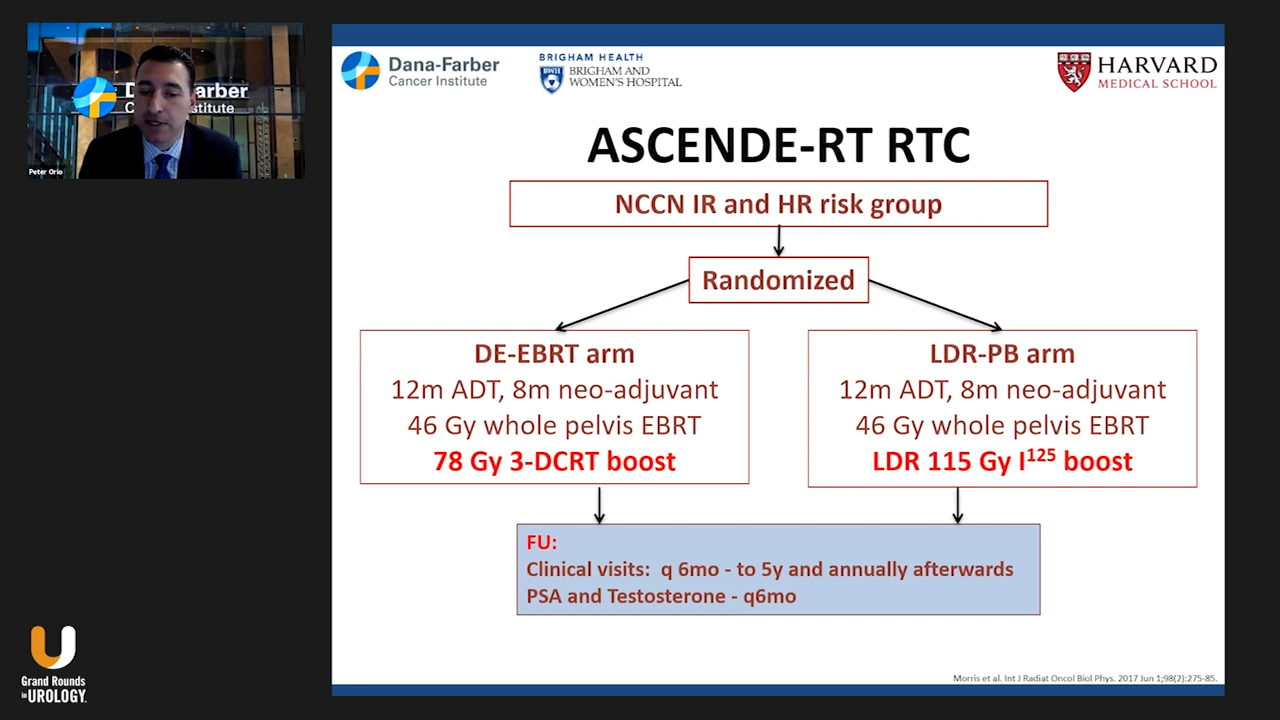 Dana-Farber
Cancer Institute
BRIGHAM HEALTH
BWH
BRIGHAM AND
WOMEN'S HOSPITAL
HARVARD
MEDICAL SCHOOL
Peter Orio
ASCENDE-RT RTC
NCCN IR and HR risk group
Randomized
DE-EBRT arm
12m ADT, 8m neo-adjuvant
46 Gy whole pelvis EBRT
78 Gy 3-DCRT boost
LDR-PB arm
12m ADT, 8m neo-adjuvant
46 Gy whole pelvis EBRT
LDR 115 Gy I¹²⁵ boost
FU:
Clinical visits: q 6mo - to 5y and annually afterwards
PSA and Testosterone - q6mo
Grand Rounds
in UROLOGY
Morris et al. Int J Radiat Oncol Biol Phys. 2017 Jun 1;98(2):275-85.